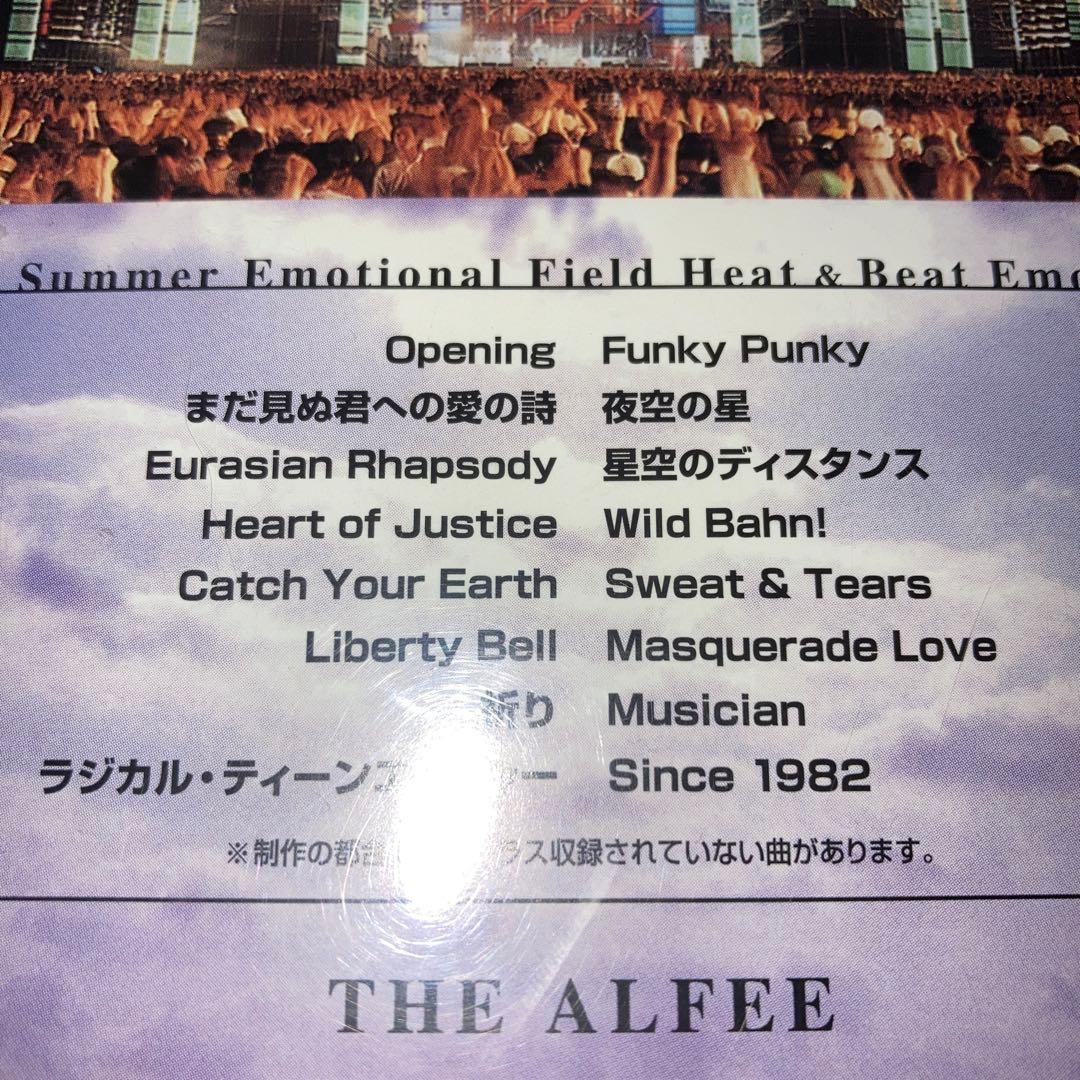 Summer Emotional Field Heat & Beat Emo
Opening
まだ見ぬ君への愛の詩
Eurasian Rhapsody
Heart of Justice
Catch Your Earth
Liberty Bell
祈り
ラジカル・ティーン
Funky Punky
夜空の星
星空のディスタンス
Wild Bahn!
Sweat & Tears
Masquerade Love
Musician
Since 1982
※制作の都合 ラス収録されていない曲があります。
THE ALFEE